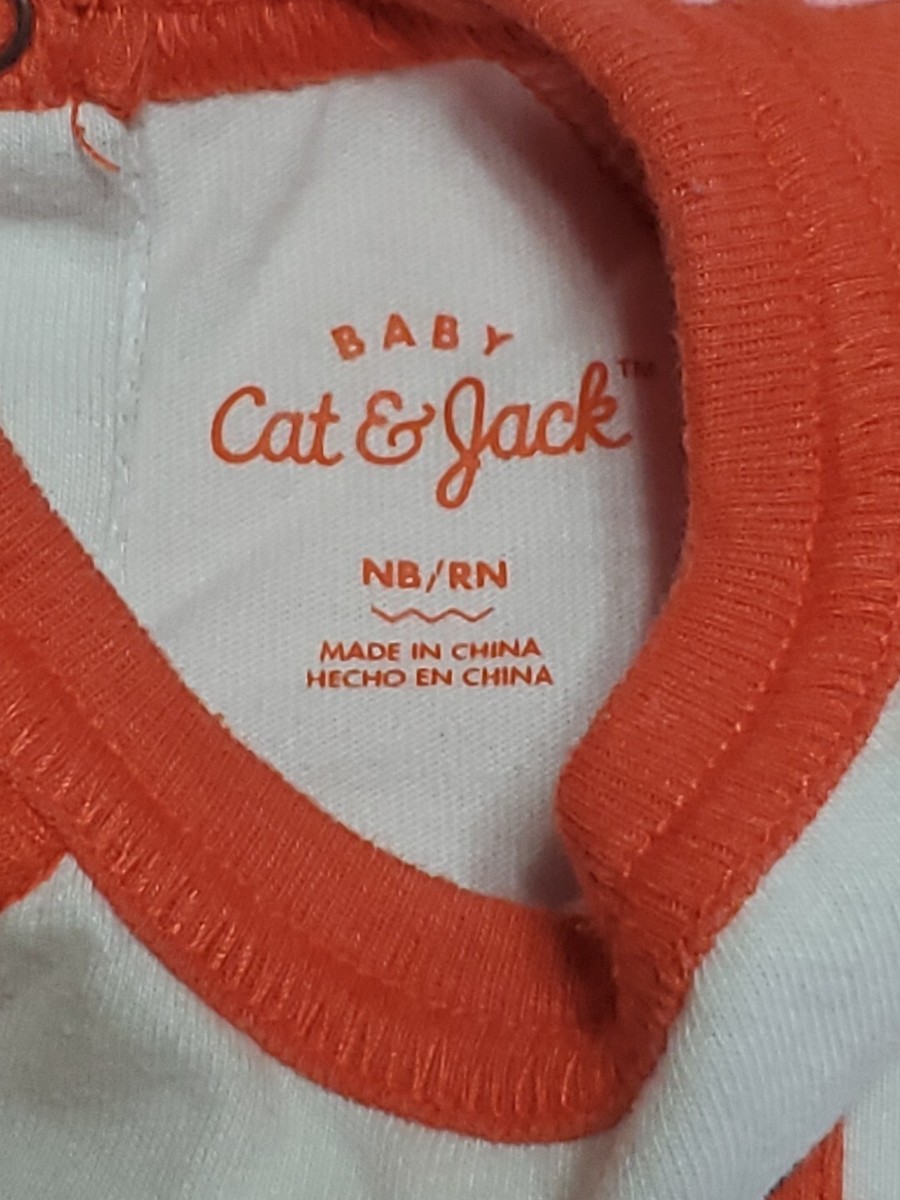 BABY
Cat & Jack™
NB/RN
MADE IN CHINA
HECHO EN CHINA